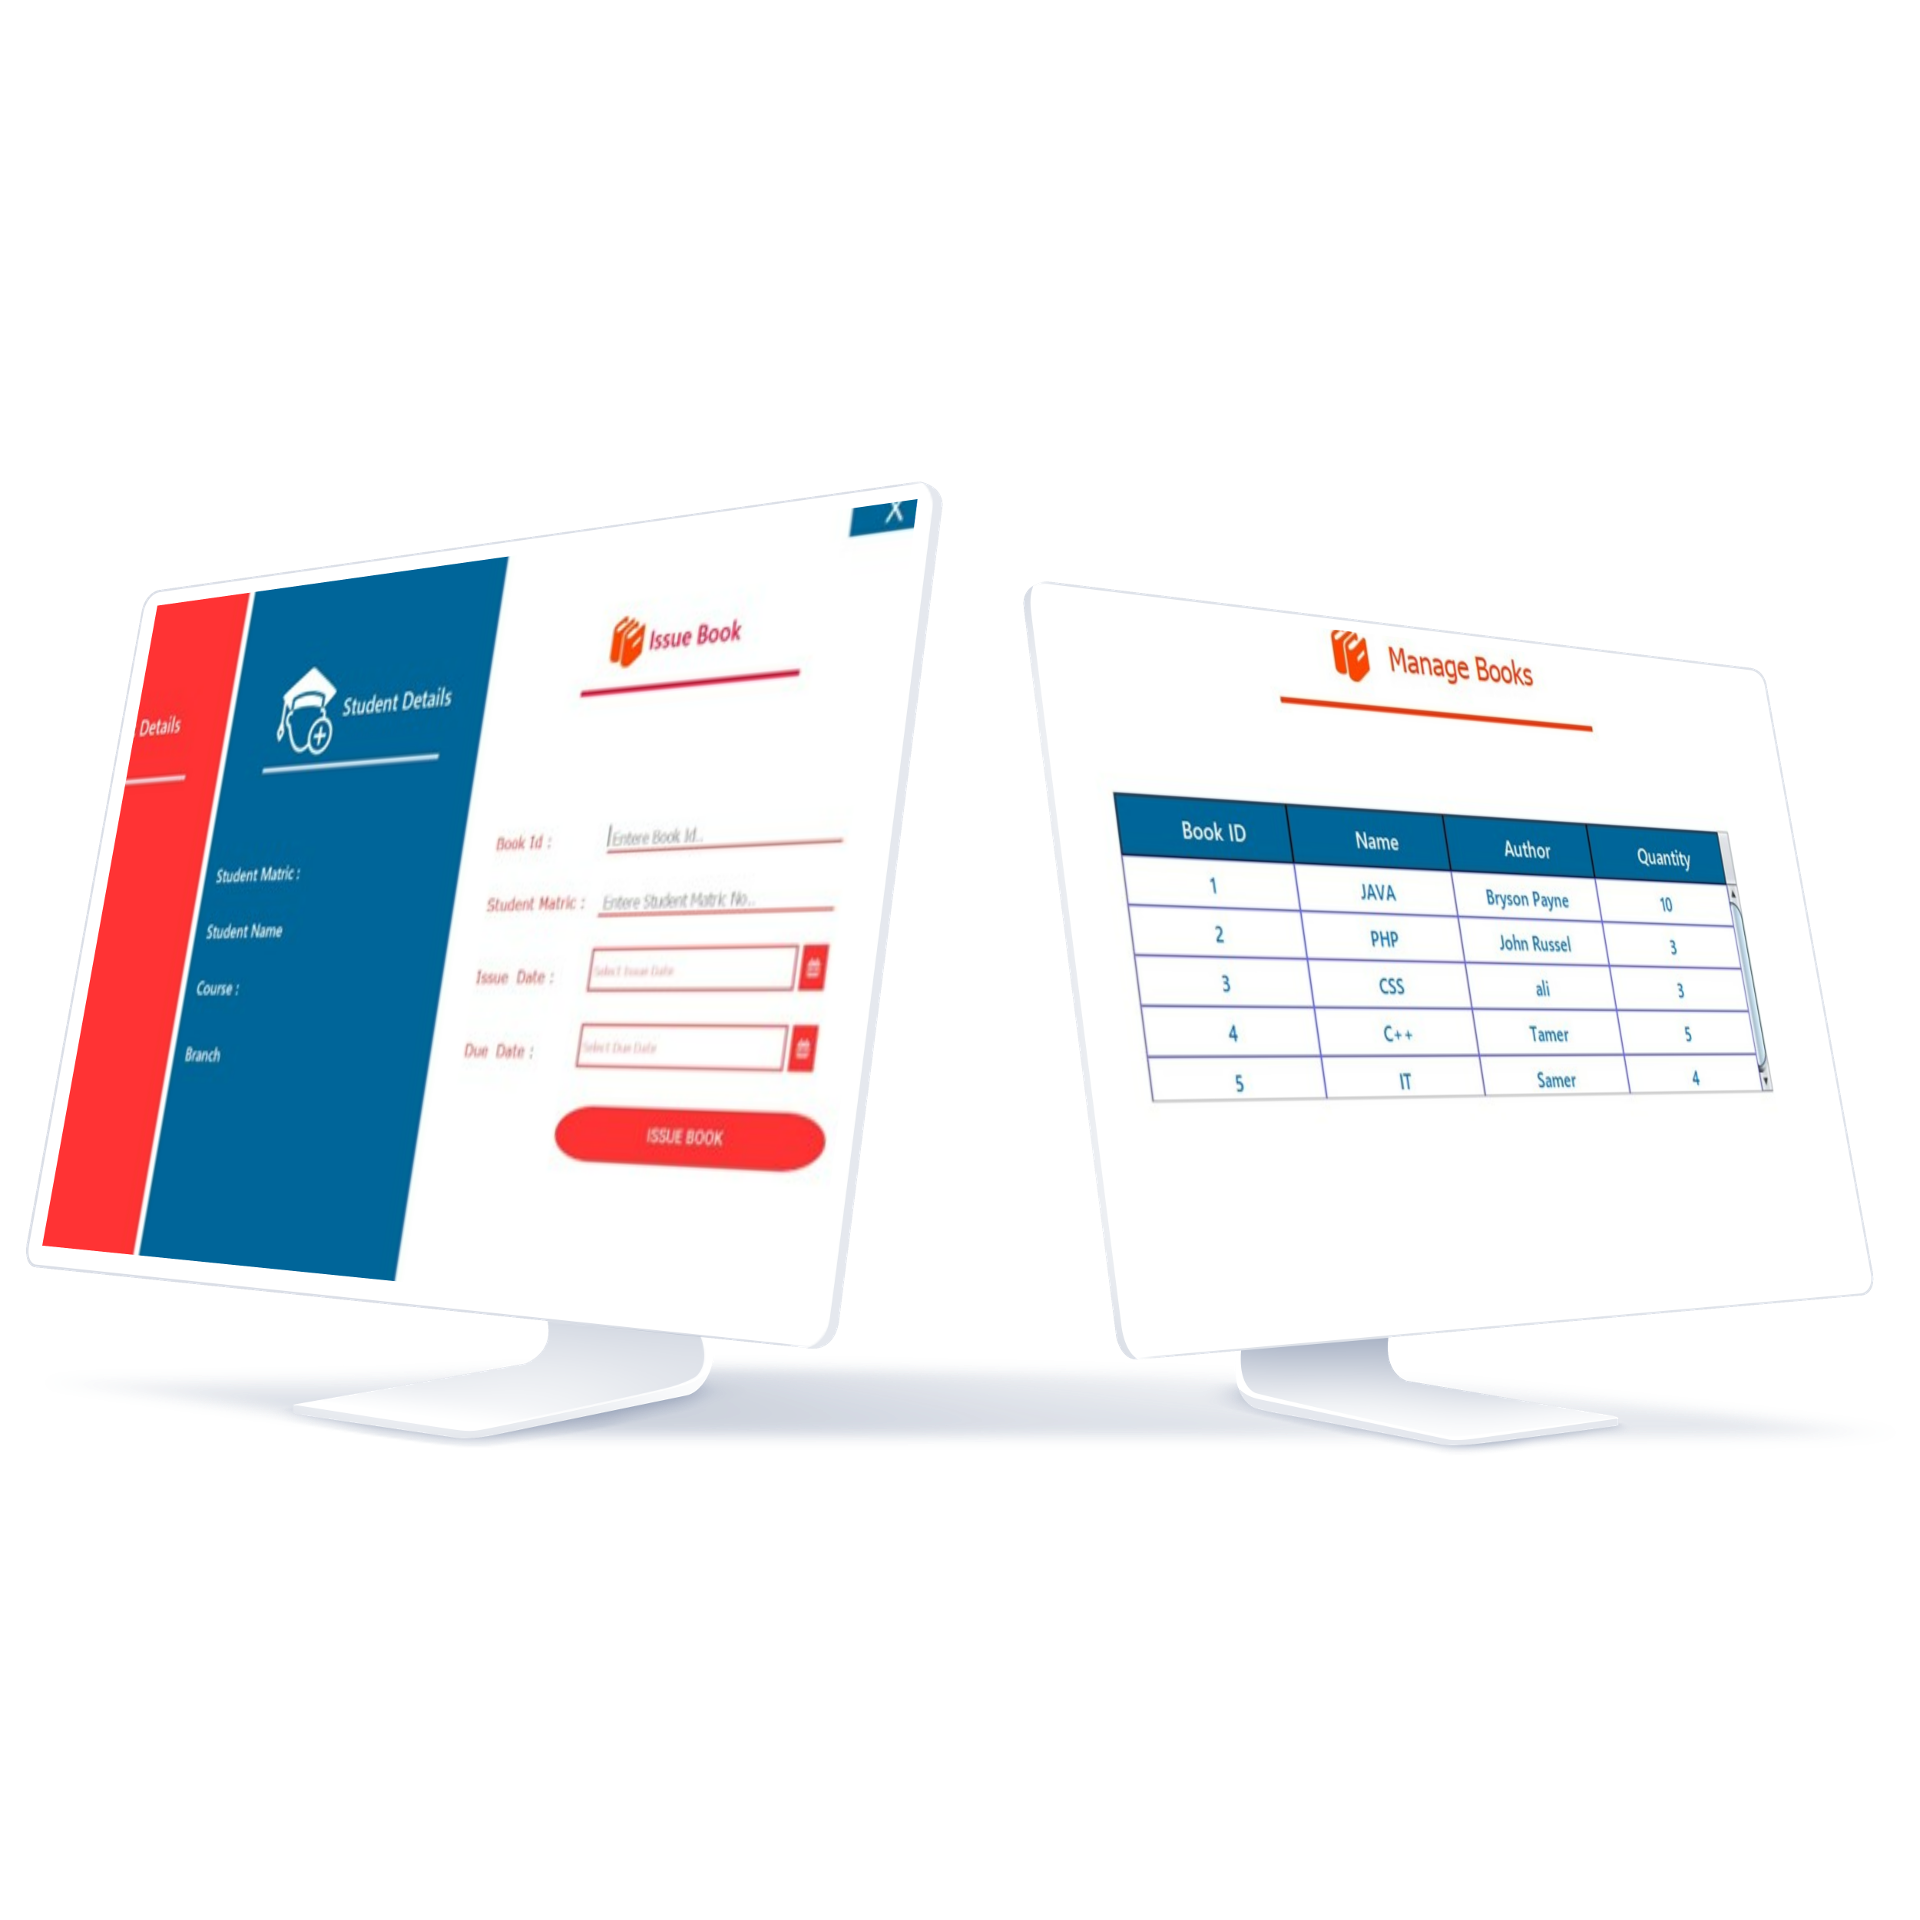 X
Details
Student Details
Student Matric :
Student Name
Course :
Branch
Issue Book
Book Id : Entere Book Id..
Student Matric : Entere Student Matric No..
Issue Date : Select Issue Date
Due Date : Select Due Date
ISSUE BOOK
Manage Books
Book ID Name Author Quantity
1 JAVA Bryson Payne 10
2 PHP John Russel 3
3 CSS ali 3
4 C++ Tamer 5
5 IT Samer 4